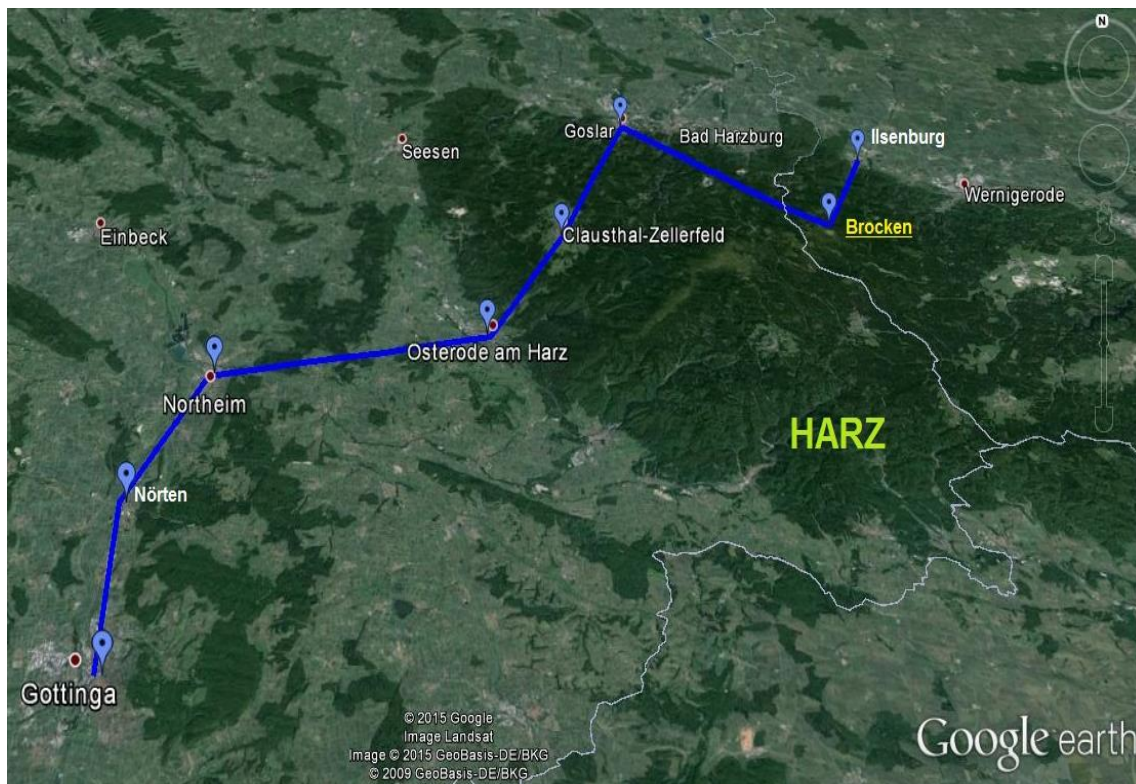 N
Goslar
Bad Harzburg
Ilsenburg
Seesen
Wernigerode
Einbeck
Clausthal-Zellerfeld
Brocken
Osterode am Harz
Northeim
HARZ
Nörten
Gottinga
© 2015 Google
Image Landsat
Image © 2015 GeoBasis-DE/BKG
© 2009 GeoBasis-DE/BKG
Google earth